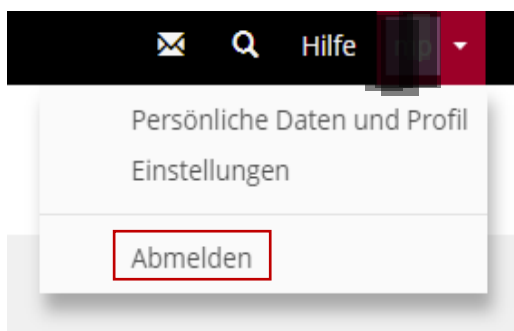 Hilfe
Persönliche Daten und Profil
Einstellungen
Abmelden